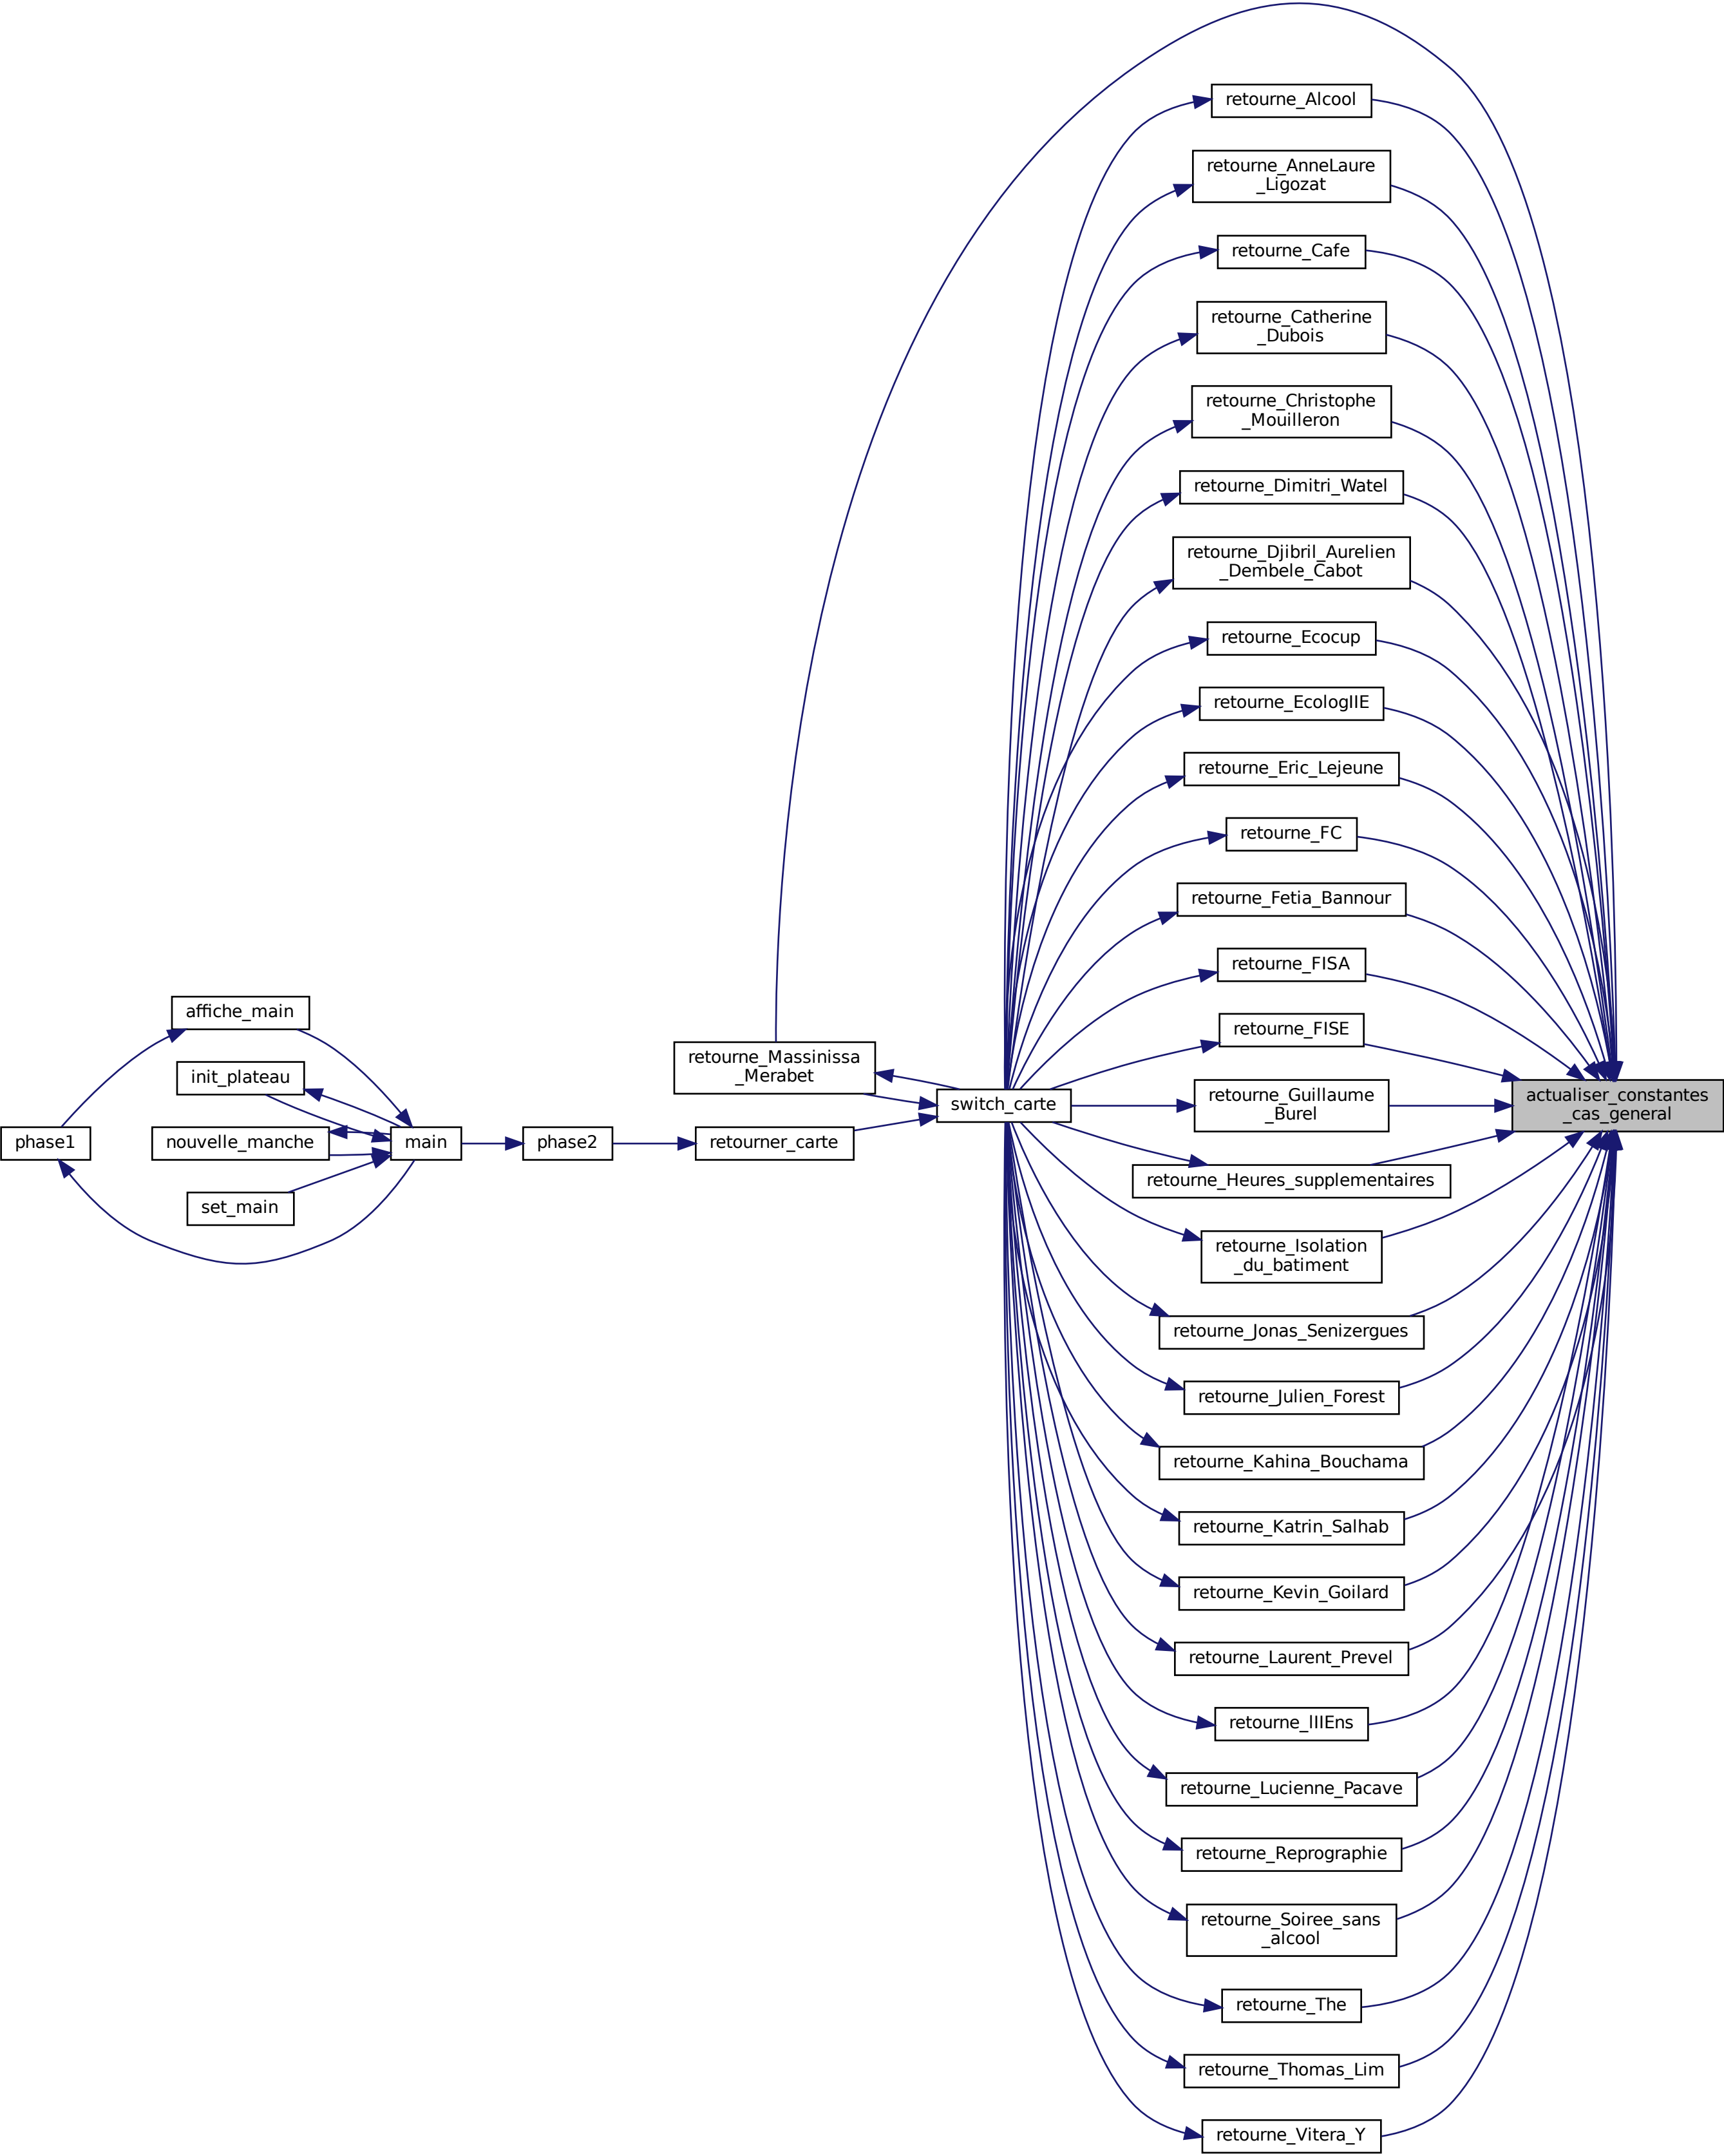 retourne_Alcool
retourne_AnneLaure
_Ligozat
retourne_Cafe
retourne_Catherine
_Dubois
retourne_Christophe
_Mouilleron
retourne_Dimitri_Watel
retourne_Djibril_Aurelien
_Dembele_Cabot
retourne_Ecocup
retourne_EcologIIE
retourne_Eric_Lejeune
retourne_FC
retourne_Fetia_Bannour
retourne_FISA
retourne_FISE
affiche_main
init_plateau
phase1
nouvelle_manche
set_main
main
phase2
retourne_Massinissa
_Merabet
retourner_carte
switch_carte
retourne_Guillaume
_Burel
actualiser_constantes
_cas_general
retourne_Heures_supplementaires
retourne_Isolation
_du_batiment
retourne_Jonas_Senizergues
retourne_Julien_Forest
retourne_Kahina_Bouchama
retourne_Katrin_Salhab
retourne_Kevin_Goilard
retourne_Laurent_Prevel
retourne_lIIEns
retourne_Lucienne_Pacave
retourne_Reprographie
retourne_Soiree_sans
_alcool
retourne_The
retourne_Thomas_Lim
retourne_Vitera_Y